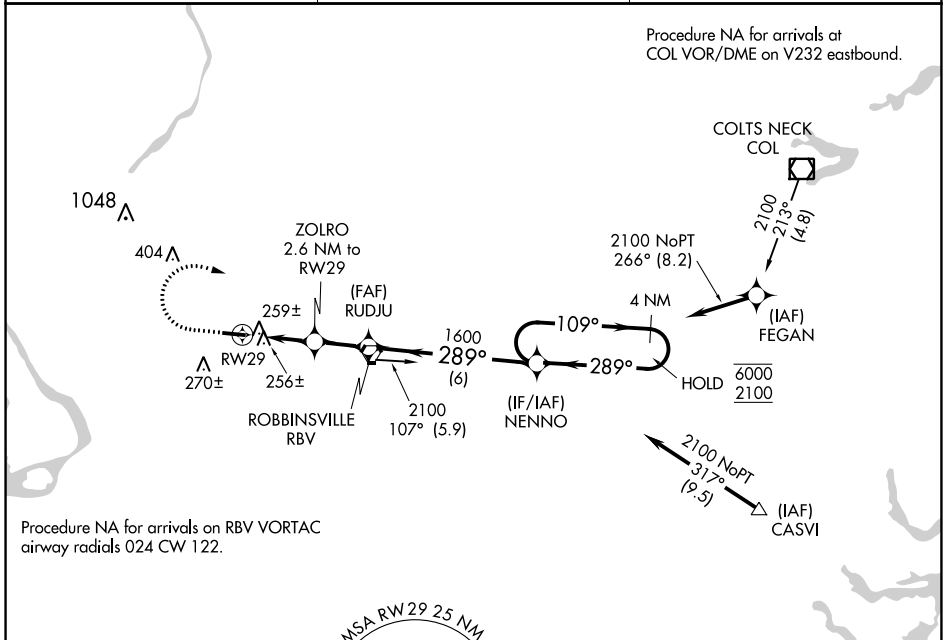 Procedure NA for arrivals at
COL VOR/DME on V232 eastbound.
COLTS NECK
COL
2100
213°
(4.8)
1048
404
ZOLRO
2.6 NM to
RW29
2100 NoPT
266° (8.2)
(FAF)
RUDJU
4 NM
(IAF)
FEGAN
259±
109°
1600
289°
(6)
289°
RW29
270±
256±
HOLD
6000
2100
(IF/IAF)
NENNO
ROBBINSVILLE
RBV
2100
107° (5.9)
2100 NoPT
317°
(9.5)
(IAF)
CASVI
Procedure NA for arrivals on RBV VORTAC
airway radials 024 CW 122.
MSA RW29 25 NM